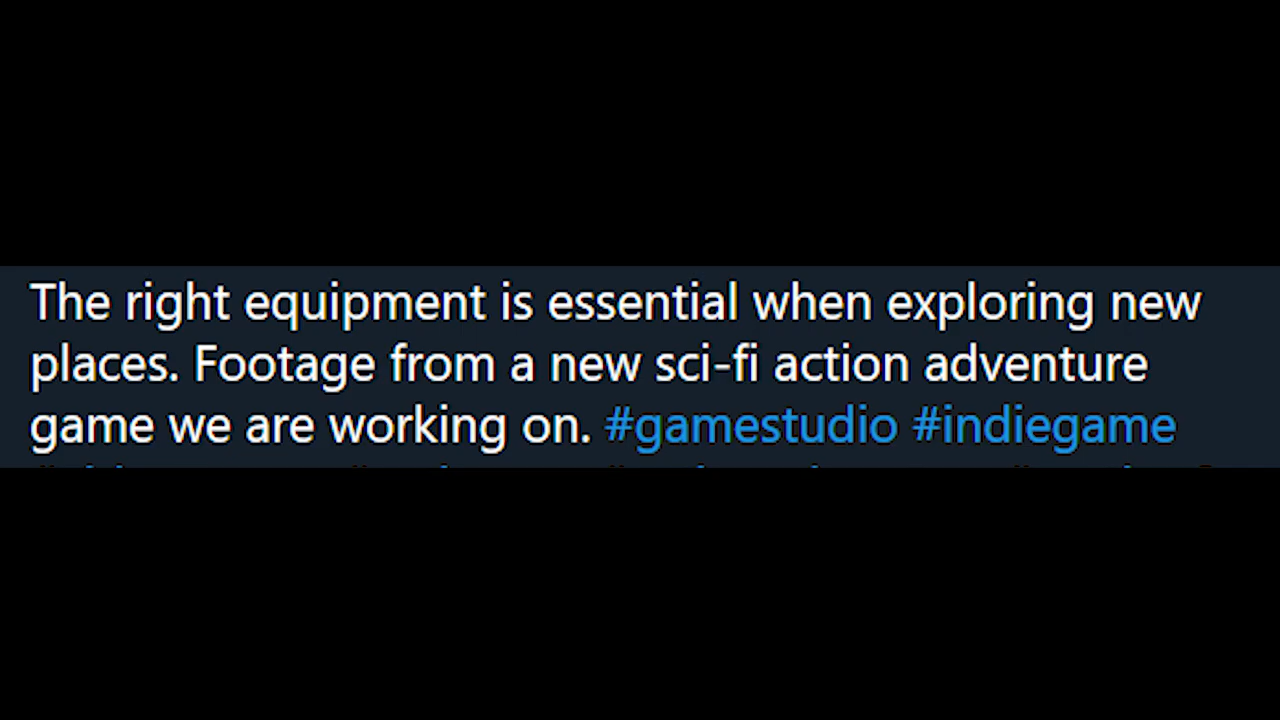 The right equipment is essential when exploring new
places. Footage from a new sci-fi action adventure
game we are working on. #gamestudio #indiegame